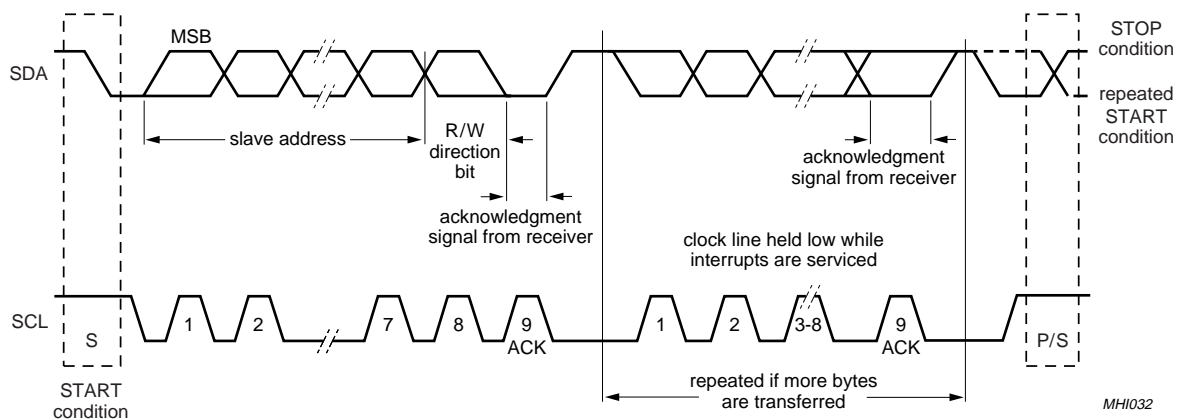 MSB
STOP
condition
SDA
repeated
START
condition
slave address
R/W
direction
bit
acknowledgment
signal from receiver
acknowledgment
signal from receiver
clock line held low while
interrupts are serviced
SCL
S
1
2
7
8
9
ACK
1
2
3-8
9
ACK
P/S
START
condition
repeated if more bytes
are transferred
MHI032